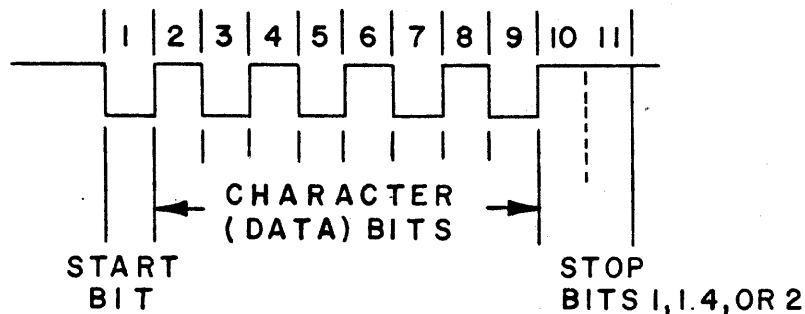 1 2 3 4 5 6 7 8 9 10 11
CHARACTER
(DATA) BITS
START
BIT
STOP
BITS 1, 1.4, OR 2